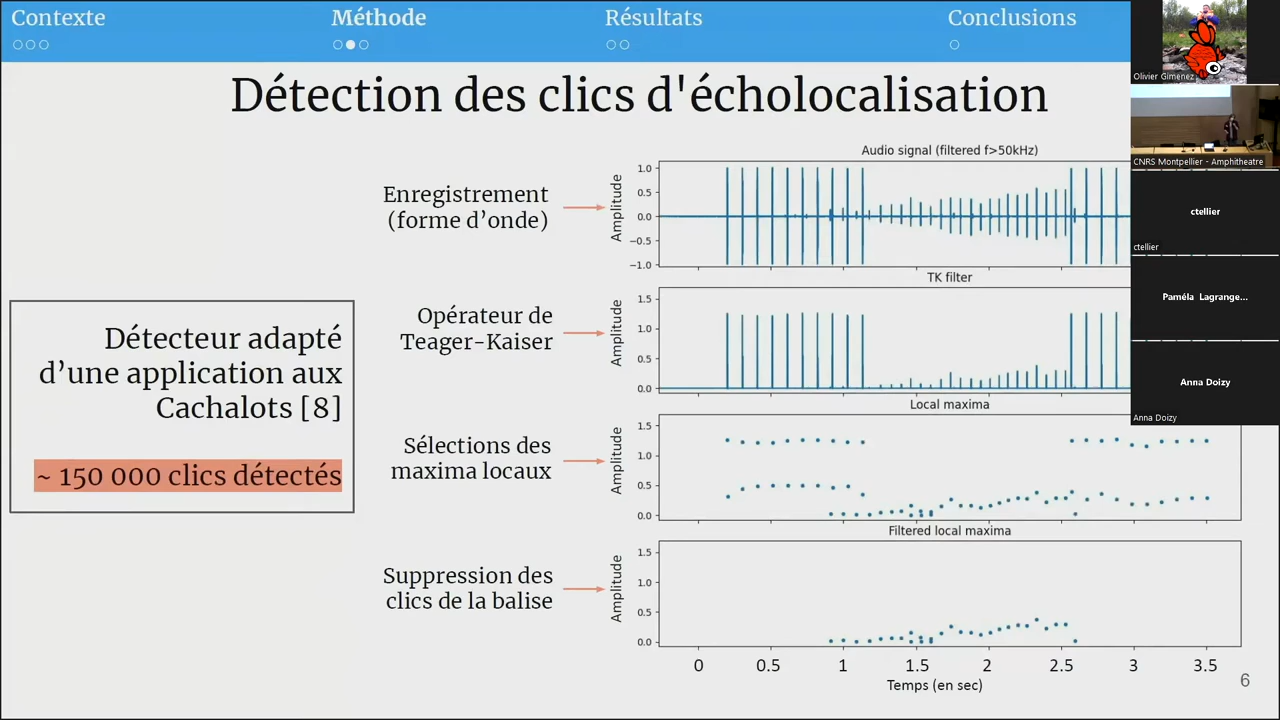 Contexte
Méthode
Résultats
Conclusions
Détection des clics d'écholocalisation
Olivier Gimenez
CNRS Montpellier - Amphitheatre
ctellier
ctellier
Paméla Lagrange...
Anna Doizy
Anna Doizy
Enregistrement
(forme d'onde)
Audio signal (filtered f>50kHz)
Amplitude
1.0
0.5
0.0
−0.5
−1.0
Opérateur de
Teager-Kaiser
TK filter
Amplitude
1.5
1.0
0.5
0.0
Détecteur adapté
d'une application aux
Cachalots [8]
~ 150 000 clics détectés
Sélections des
maxima locaux
Local maxima
Amplitude
1.5
1.0
0.5
0.0
Suppression des
clics de la balise
Filtered local maxima
Amplitude
1.5
1.0
0.5
0.0
0 0.5 1 1.5 2 2.5 3 3.5
Temps (en sec)
6